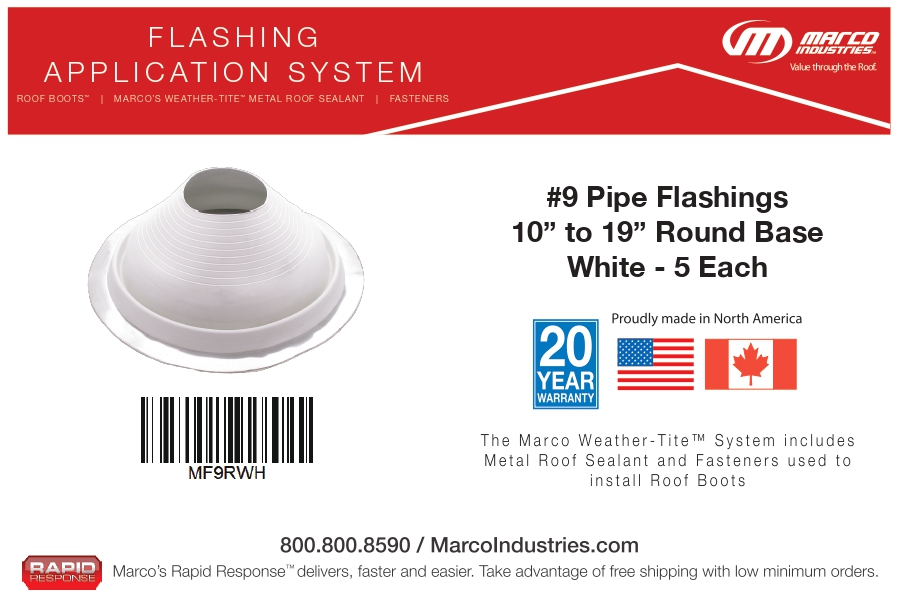 FLASHING
APPLICATION SYSTEM
ROOF BOOTS™ | MARCO'S WEATHER-TITE™ METAL ROOF SEALANT | FASTENERS
MARCO
INDUSTRIES™
Value through the Roof.
#9 Pipe Flashings
10” to 19” Round Base
White - 5 Each
Proudly made in North America
20
YEAR
WARRANTY
MF9RWH
The Marco Weather-Tite™ System includes
Metal Roof Sealant and Fasteners used to
install Roof Boots
800.800.8590 / MarcoIndustries.com
RAPID
RESPONSE
Marco's Rapid Response™ delivers, faster and easier. Take advantage of free shipping with low minimum orders.